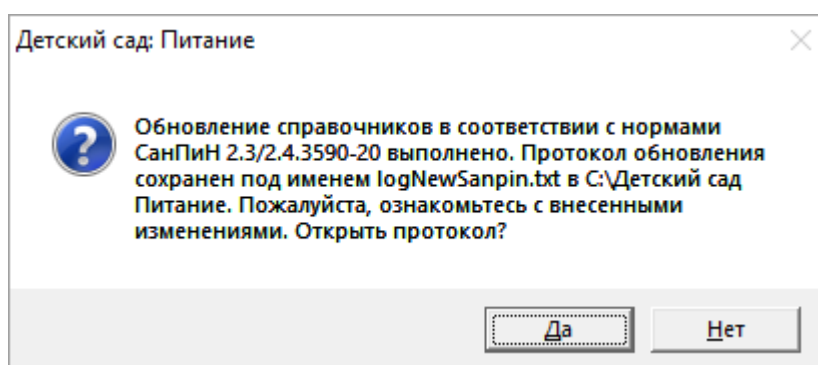 Детский сад: Питание
Обновление справочников в соответствии с нормами
СанПиН 2.3/2.4.3590-20 выполнено. Протокол обновления
сохранен под именем logNewSanpin.txt в C:\Детский сад
Питание. Пожалуйста, ознакомьтесь с внесенными
изменениями. Открыть протокол?
Да
Нет